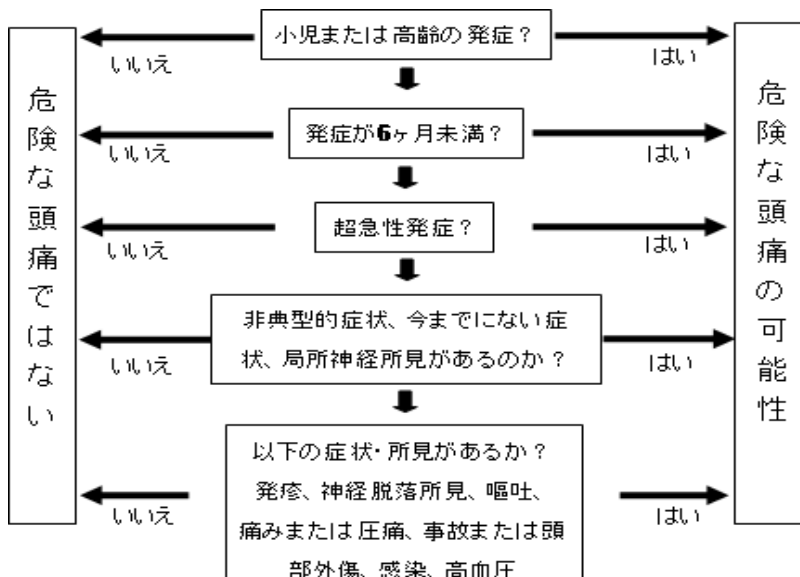 小児または高齢の発症？
いいえ
はい
発症が6ヶ月未満？
いいえ
はい
超急性発症？
いいえ
はい
非典型的症状、今までにない症
状、局所神経所見があるのか？
いいえ
はい
以下の症状・所見があるか？
発疹、神経脱落所見、嘔吐、
痛みまたは圧痛、事故または頭
部外傷、感染、高血圧
いいえ
はい
危険な頭痛ではない
危険な頭痛の可能性